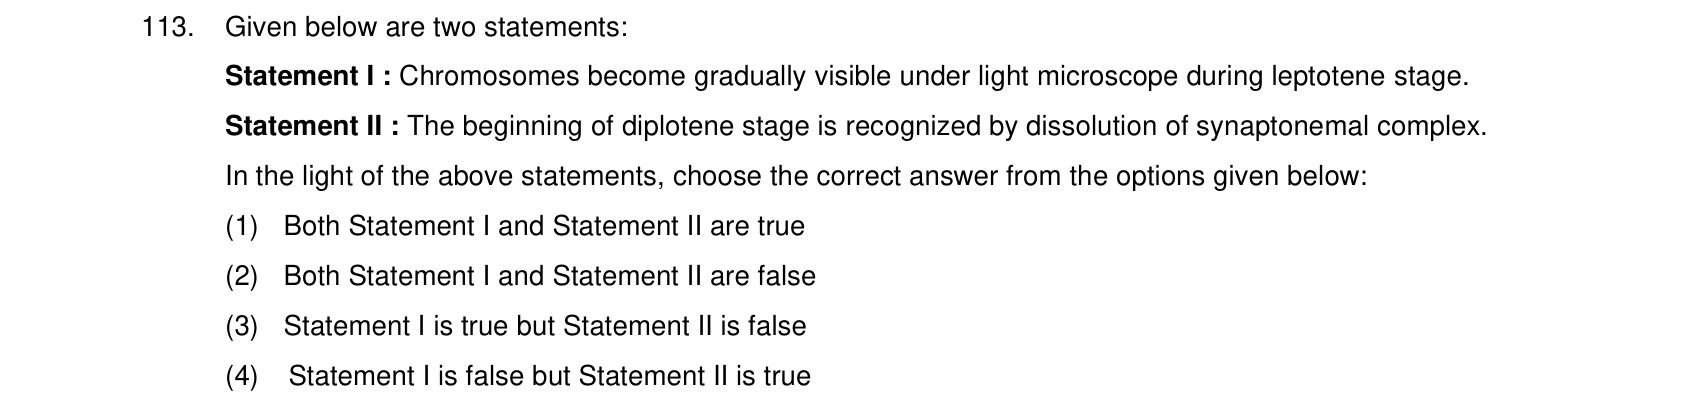 113. Given below are two statements:
Statement I : Chromosomes become gradually visible under light microscope during leptotene stage.
Statement II : The beginning of diplotene stage is recognized by dissolution of synaptonemal complex.
In the light of the above statements, choose the correct answer from the options given below:
(1) Both Statement I and Statement II are true
(2) Both Statement I and Statement II are false
(3) Statement I is true but Statement II is false
(4) Statement I is false but Statement II is true